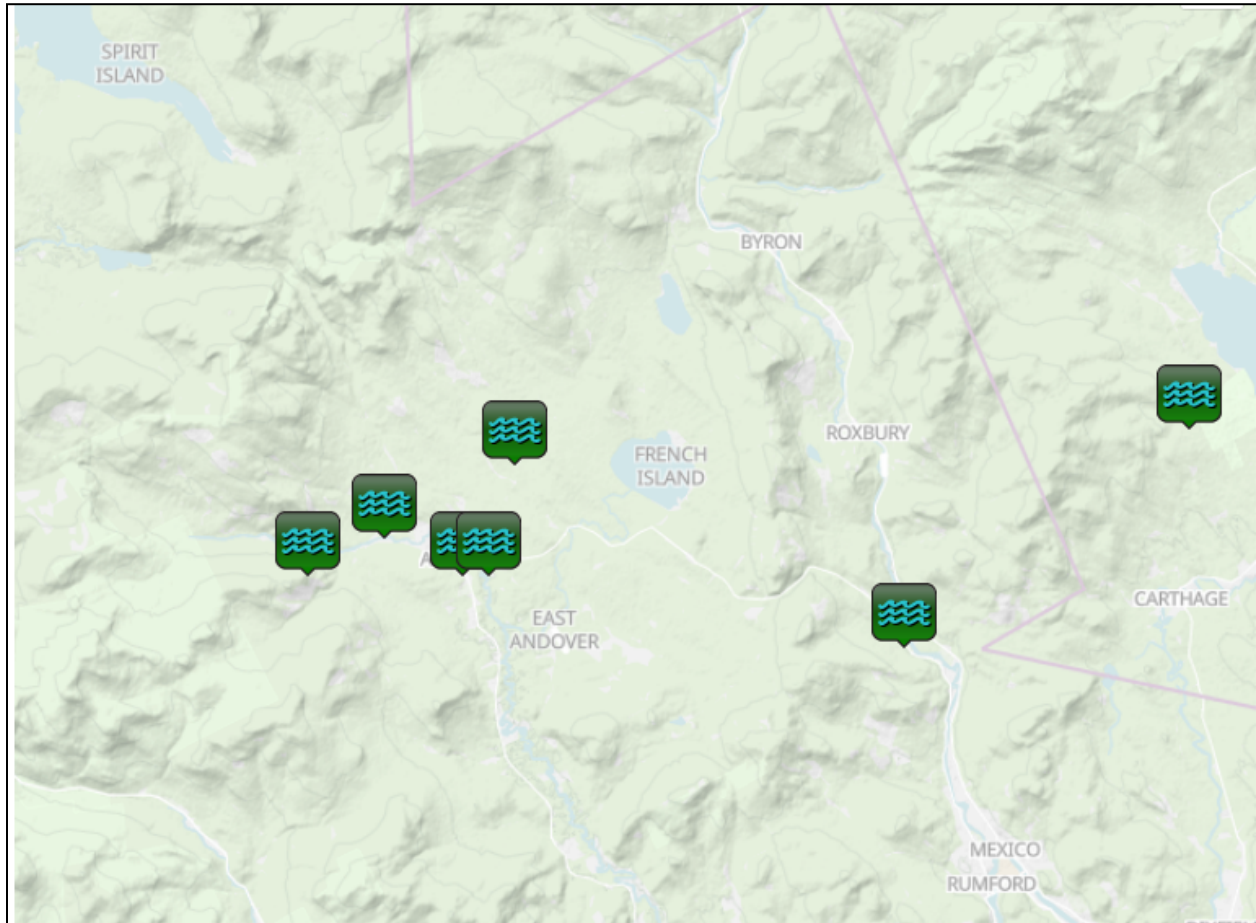 SPIRIT
ISLAND
BYRON
ROXBURY
FRENCH
ISLAND
CARTHAGE
EAST
ANDOVER
MEXICO
RUMFORD